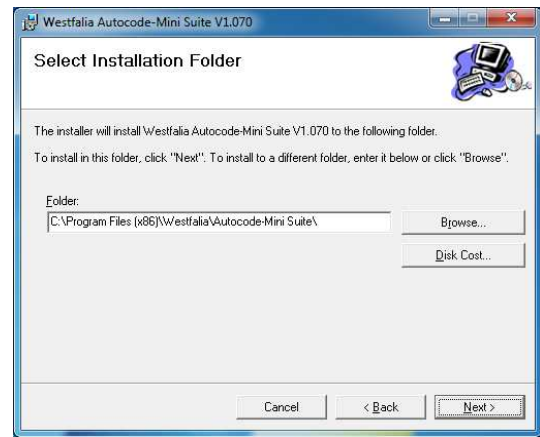 Westfalia Autocode-Mini Suite V1.070
Select Installation Folder
The installer will install Westfalia Autocode-Mini Suite V1.070 to the following folder.
To install in this folder, click "Next". To install to a different folder, enter it below or click "Browse".
Folder:
C:\Program Files (x86)\Westfalia\Autocode-Mini Suite\
Browse...
Disk Cost...
Cancel
< Back
Next >